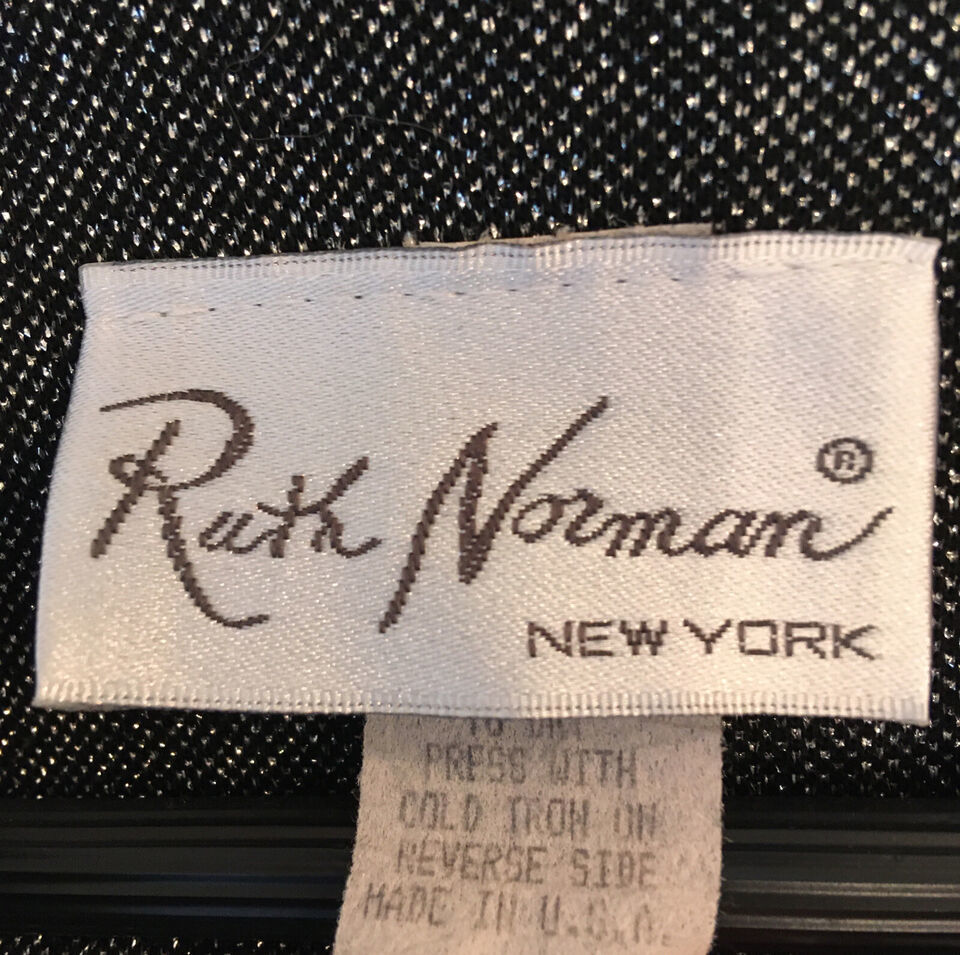 Ruth Norman ®
NEW YORK
PRESS WITH
COLD IRON ON
REVERSE SIDE
MADE IN U.S.A.